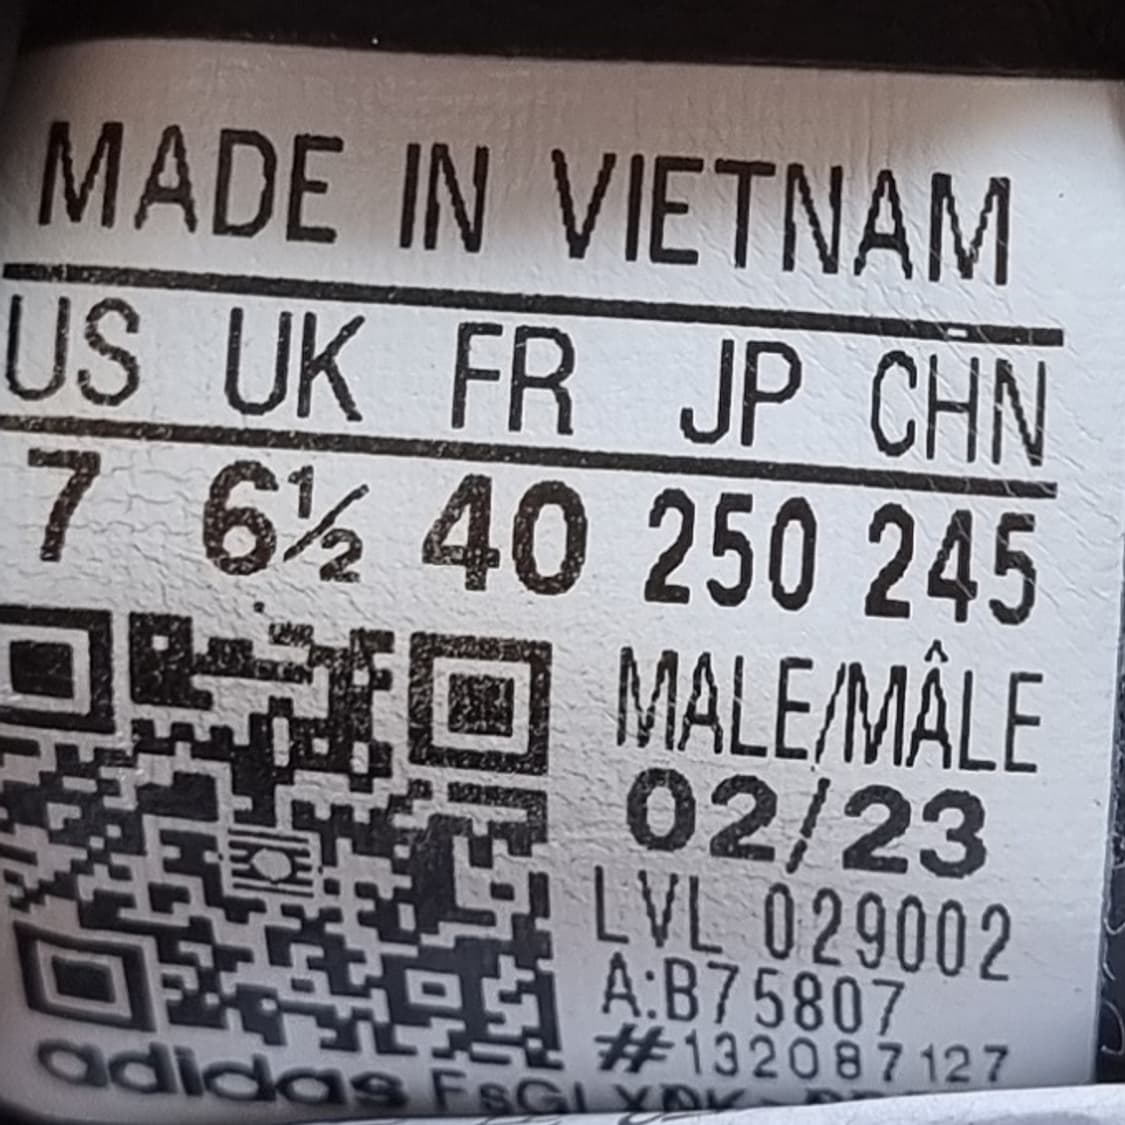 MADE IN VIETNAM
US UK FR JP CHN
7 6½ 40 250 245
MALE/MÂLE
02/23
LVL 029002
A:B75807
#132087127
adidas